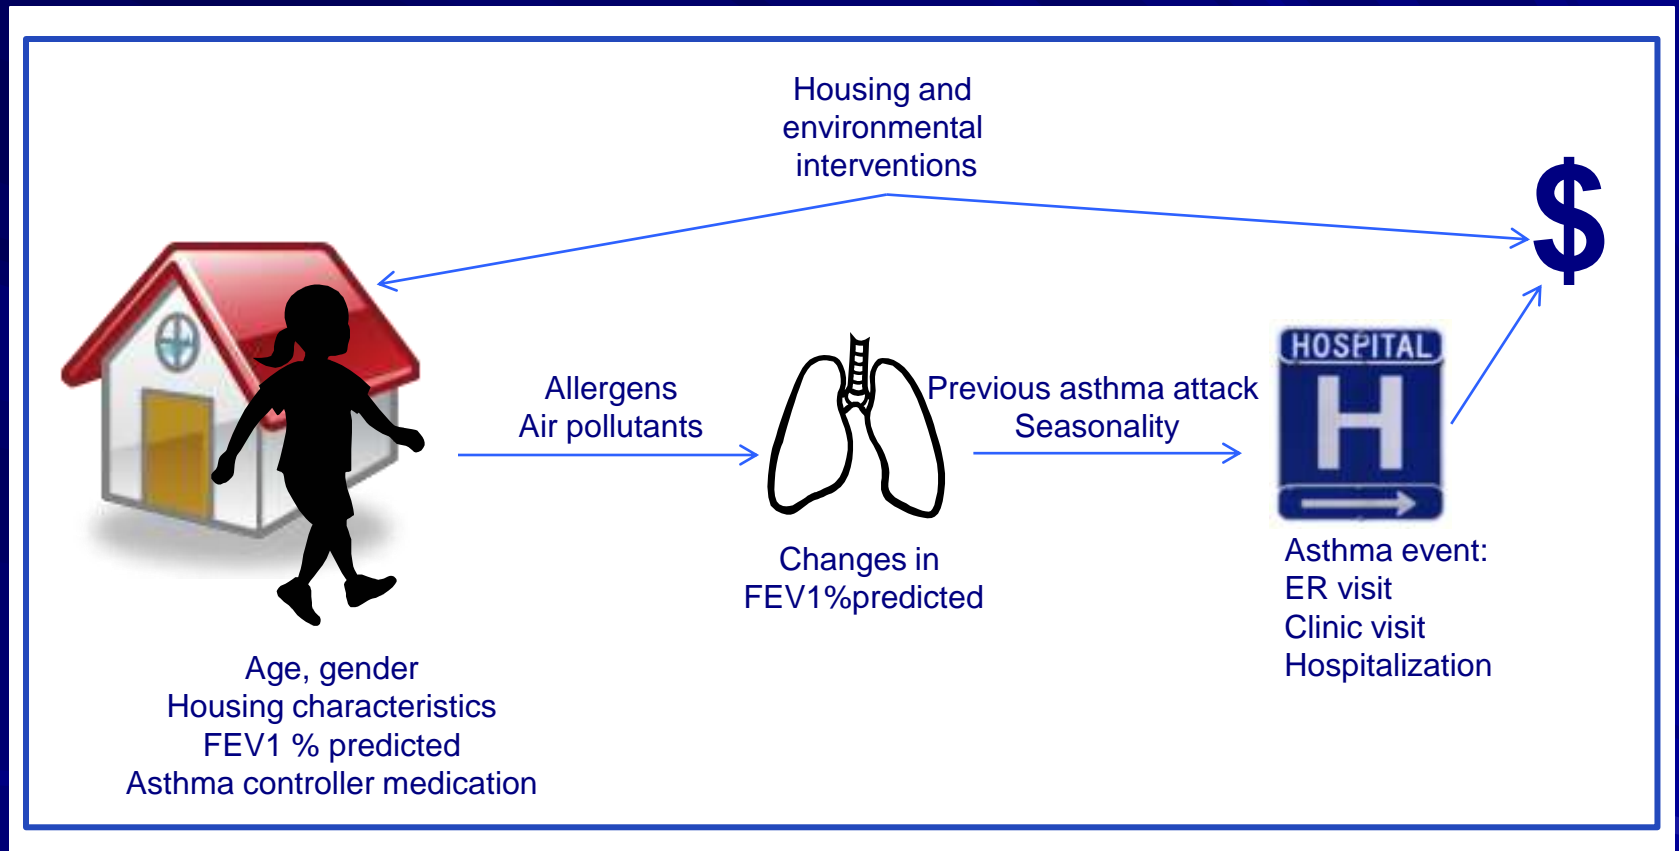 Housing and
environmental
interventions
$
HOSPITAL
H
Allergens
Air pollutants
Previous asthma attack
Seasonality
Changes in
FEV1%predicted
Asthma event:
ER visit
Clinic visit
Hospitalization
Age, gender
Housing characteristics
FEV1 % predicted
Asthma controller medication